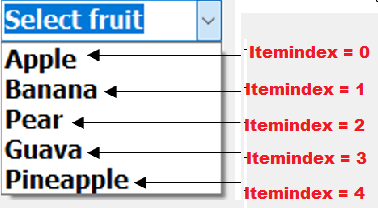 Select fruit
Apple Itemindex = 0
Banana Itemindex = 1
Pear Itemindex = 2
Guava Itemindex = 3
Pineapple Itemindex = 4